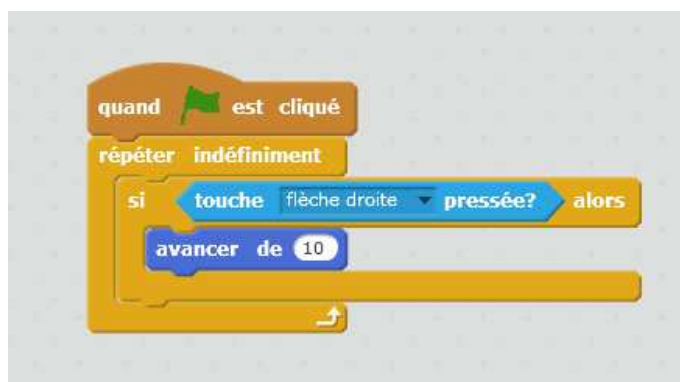 quand est cliqué
répéter indéfiniment
si touche flèche droite pressée? alors
avancer de 10